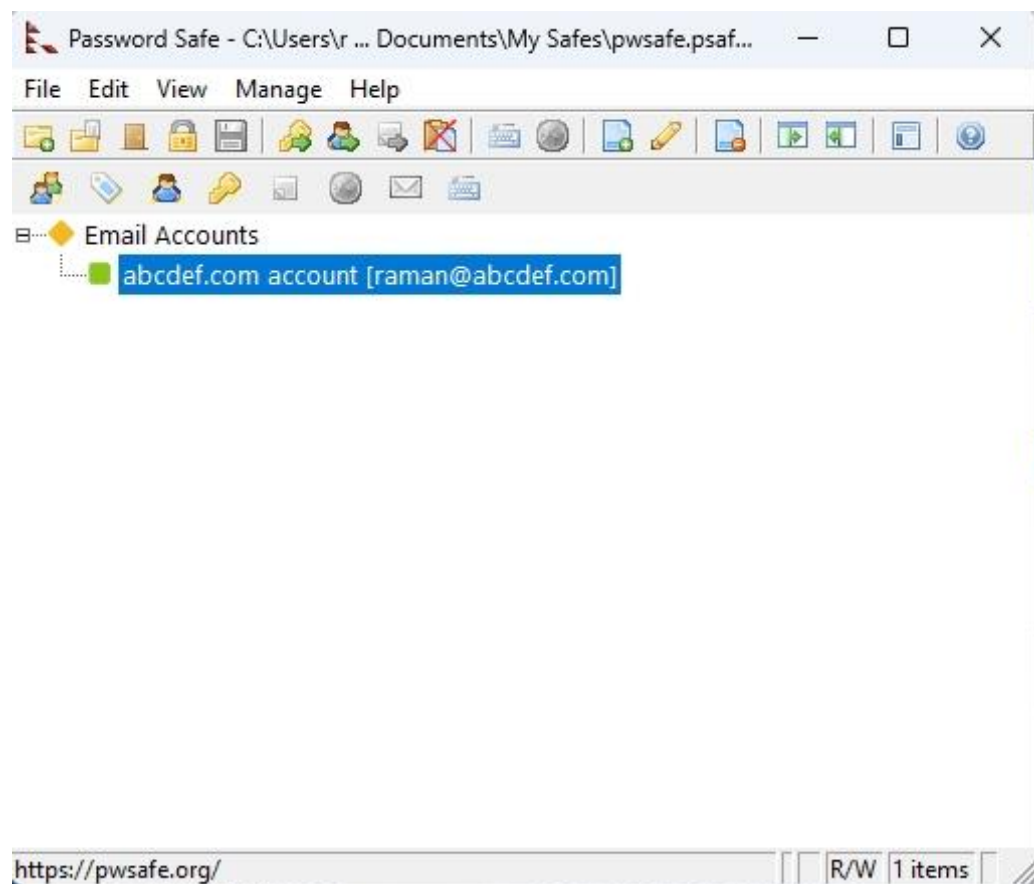 Password Safe - C:\Users\r ... Documents\My Safes\pwsafe.psaf...
File Edit View Manage Help
Email Accounts
abcdef.com account [raman@abcdef.com]
https://pwsafe.org/ R/W 1 items